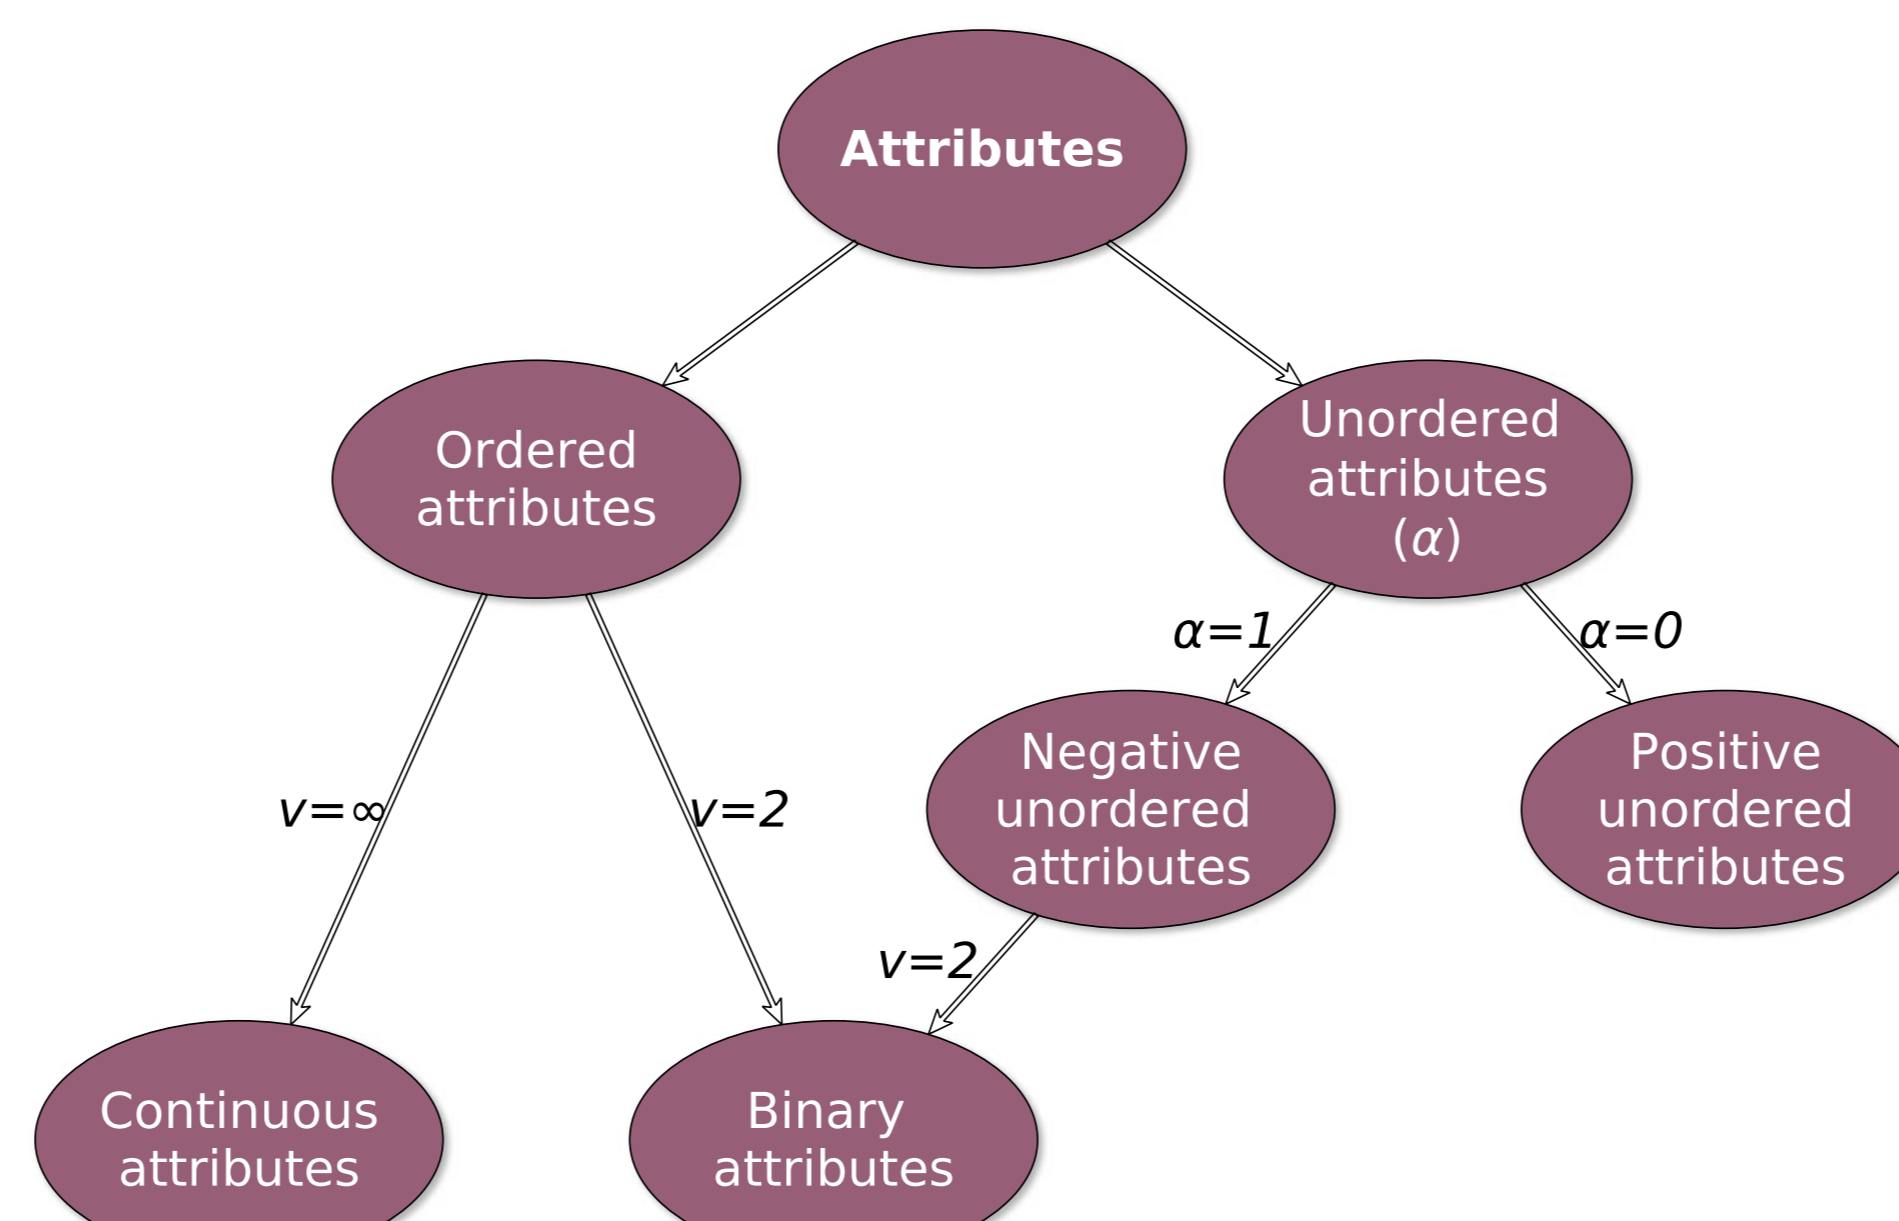 Attributes
Ordered
attributes
Unordered
attributes
(α)
α=1
α=0
Negative
unordered
attributes
Positive
unordered
attributes
v=∞
v=2
v=2
Continuous
attributes
Binary
attributes